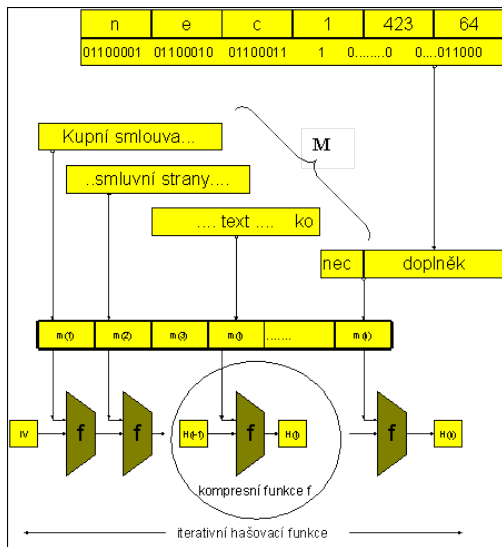 n e c 1 423 64
01100001 01100010 01100011 1 0........0 0....011000
Kupní smlouva...
M
..smluvní strany....
.... text .... ko
nec doplněk
m(1) m(2) m(3) m(i) ....... m(n)
IV f f H(i-1) f H(i) f H(n)
kompresní funkce f
iterativní hašovací funkce